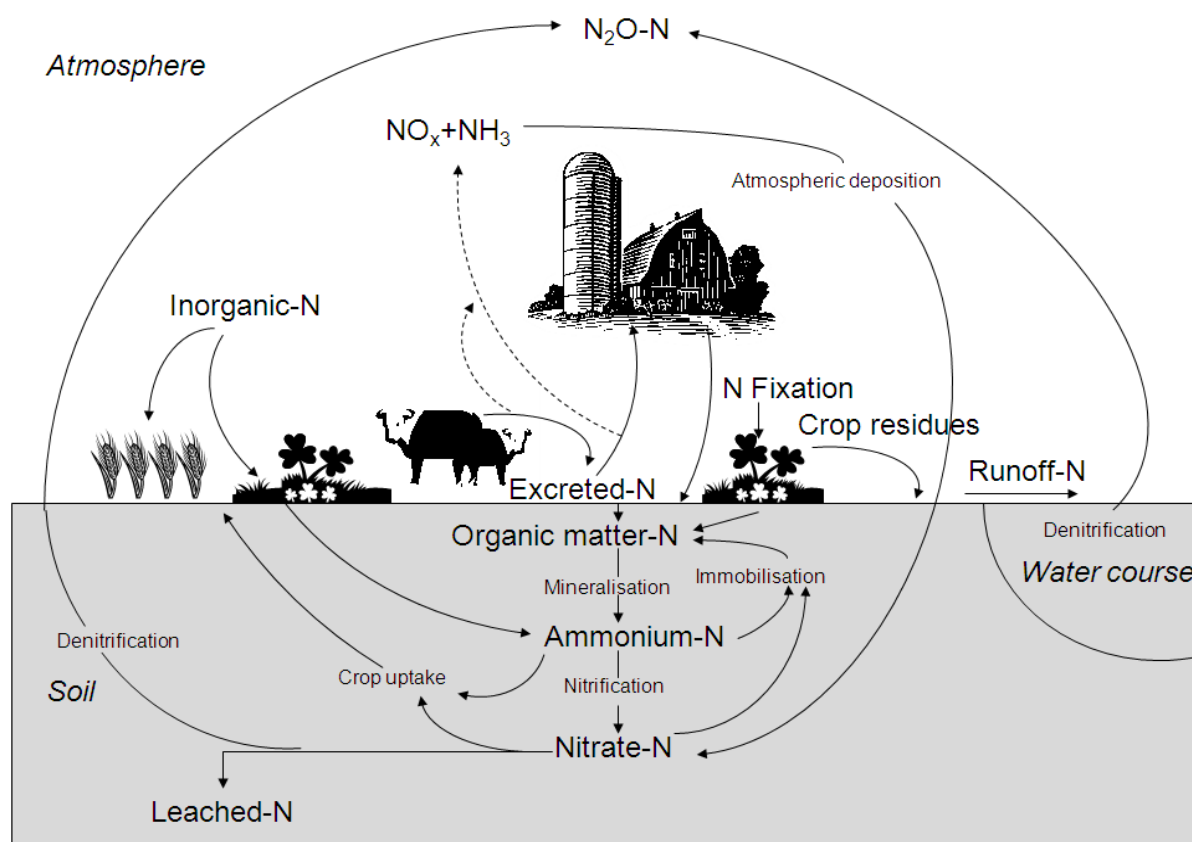 N₂O-N
Atmosphere
NOₓ+NH₃
Atmospheric deposition
Inorganic-N
N Fixation
Crop residues
Runoff-N
Excreted-N
Organic matter-N
Denitrification
Mineralisation
Immobilisation
Water course
Denitrification
Ammonium-N
Crop uptake
Nitrification
Soil
Nitrate-N
Leached-N